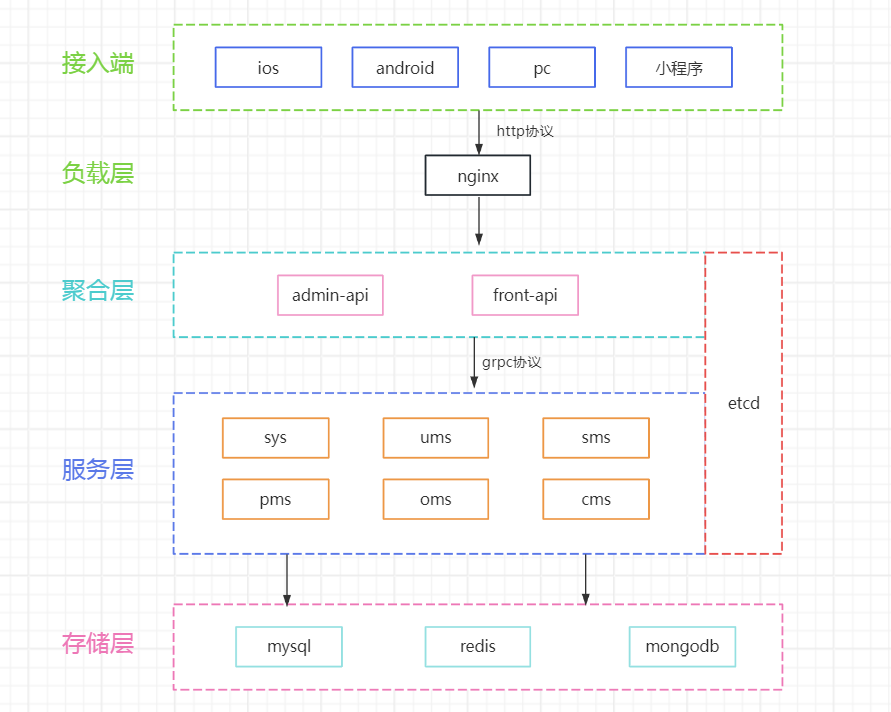 接入端
ios
android
pc
小程序
http协议
负载层
nginx
聚合层
admin-api
front-api
grpc协议
etcd
服务层
sys
ums
sms
pms
oms
cms
存储层
mysql
redis
mongodb